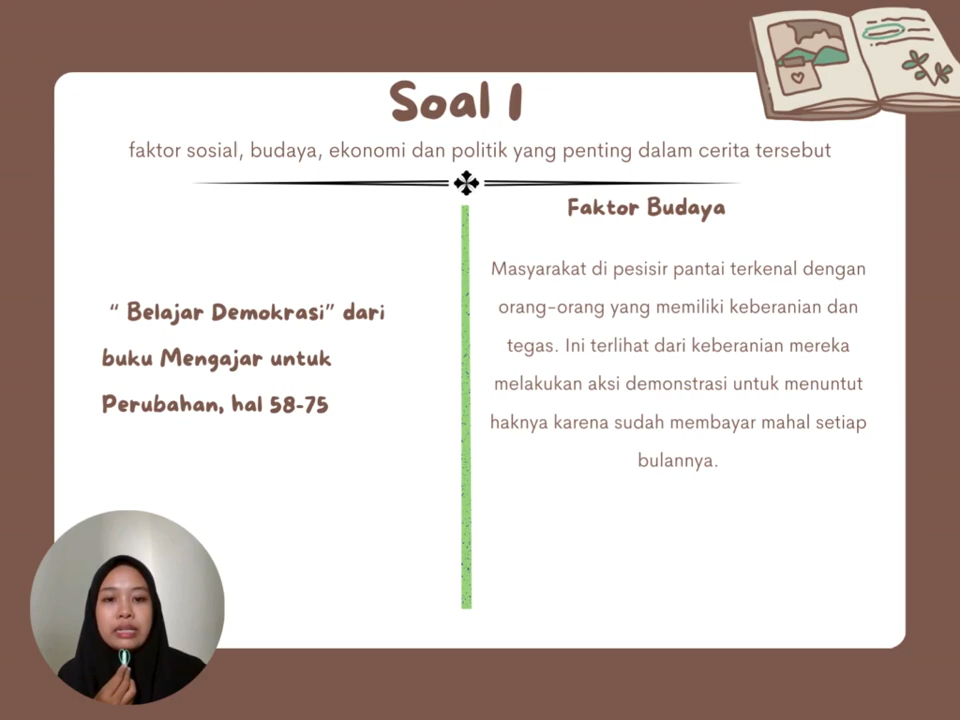 Soal 1
faktor sosial, budaya, ekonomi dan politik yang penting dalam cerita tersebut
“ Belajar Demokrasi” dari
buku Mengajar untuk
Perubahan, hal 58-75
Faktor Budaya
Masyarakat di pesisir pantai terkenal dengan
orang-orang yang memiliki keberanian dan
tegas. Ini terlihat dari keberanian mereka
melakukan aksi demonstrasi untuk menuntut
haknya karena sudah membayar mahal setiap
bulannya.